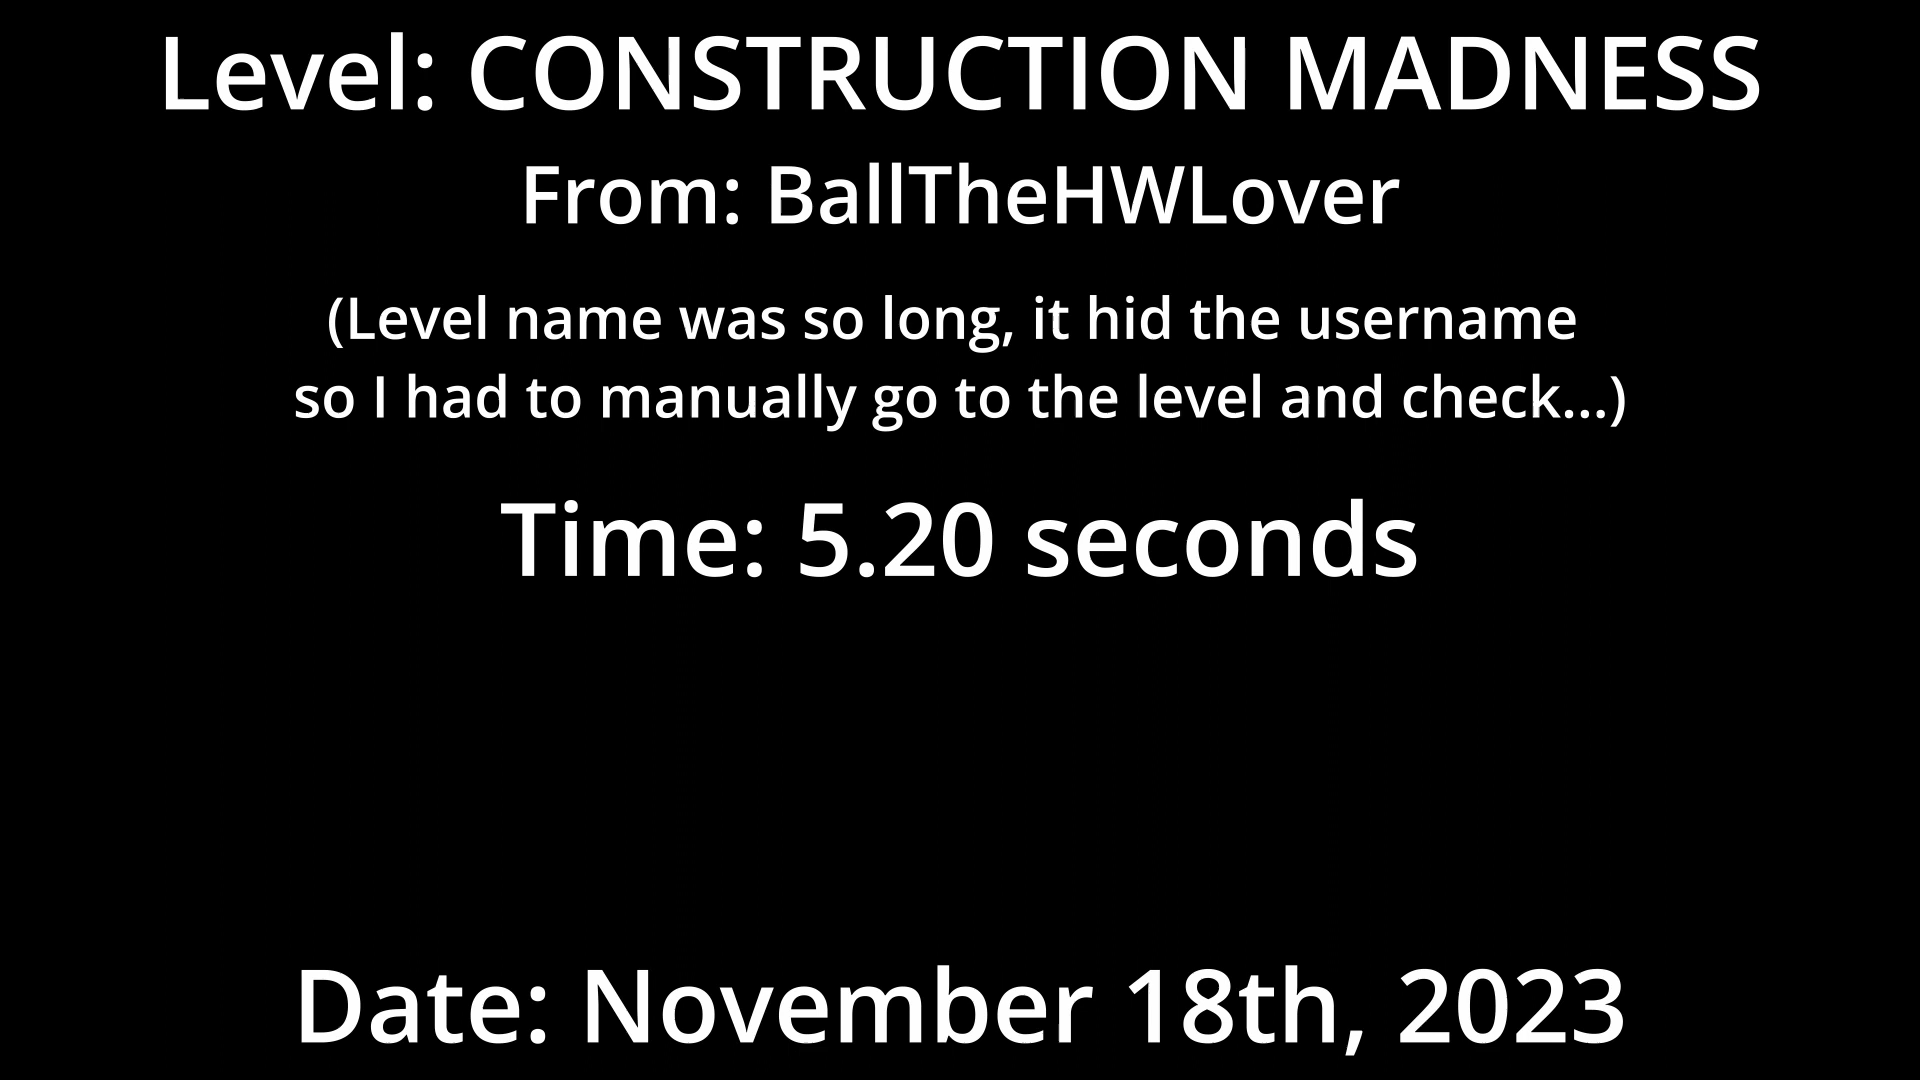 Level: CONSTRUCTION MADNESS
From: BallTheHWLover
(Level name was so long, it hid the username
so I had to manually go to the level and check...)
Time: 5.20 seconds
Date: November 18th, 2023